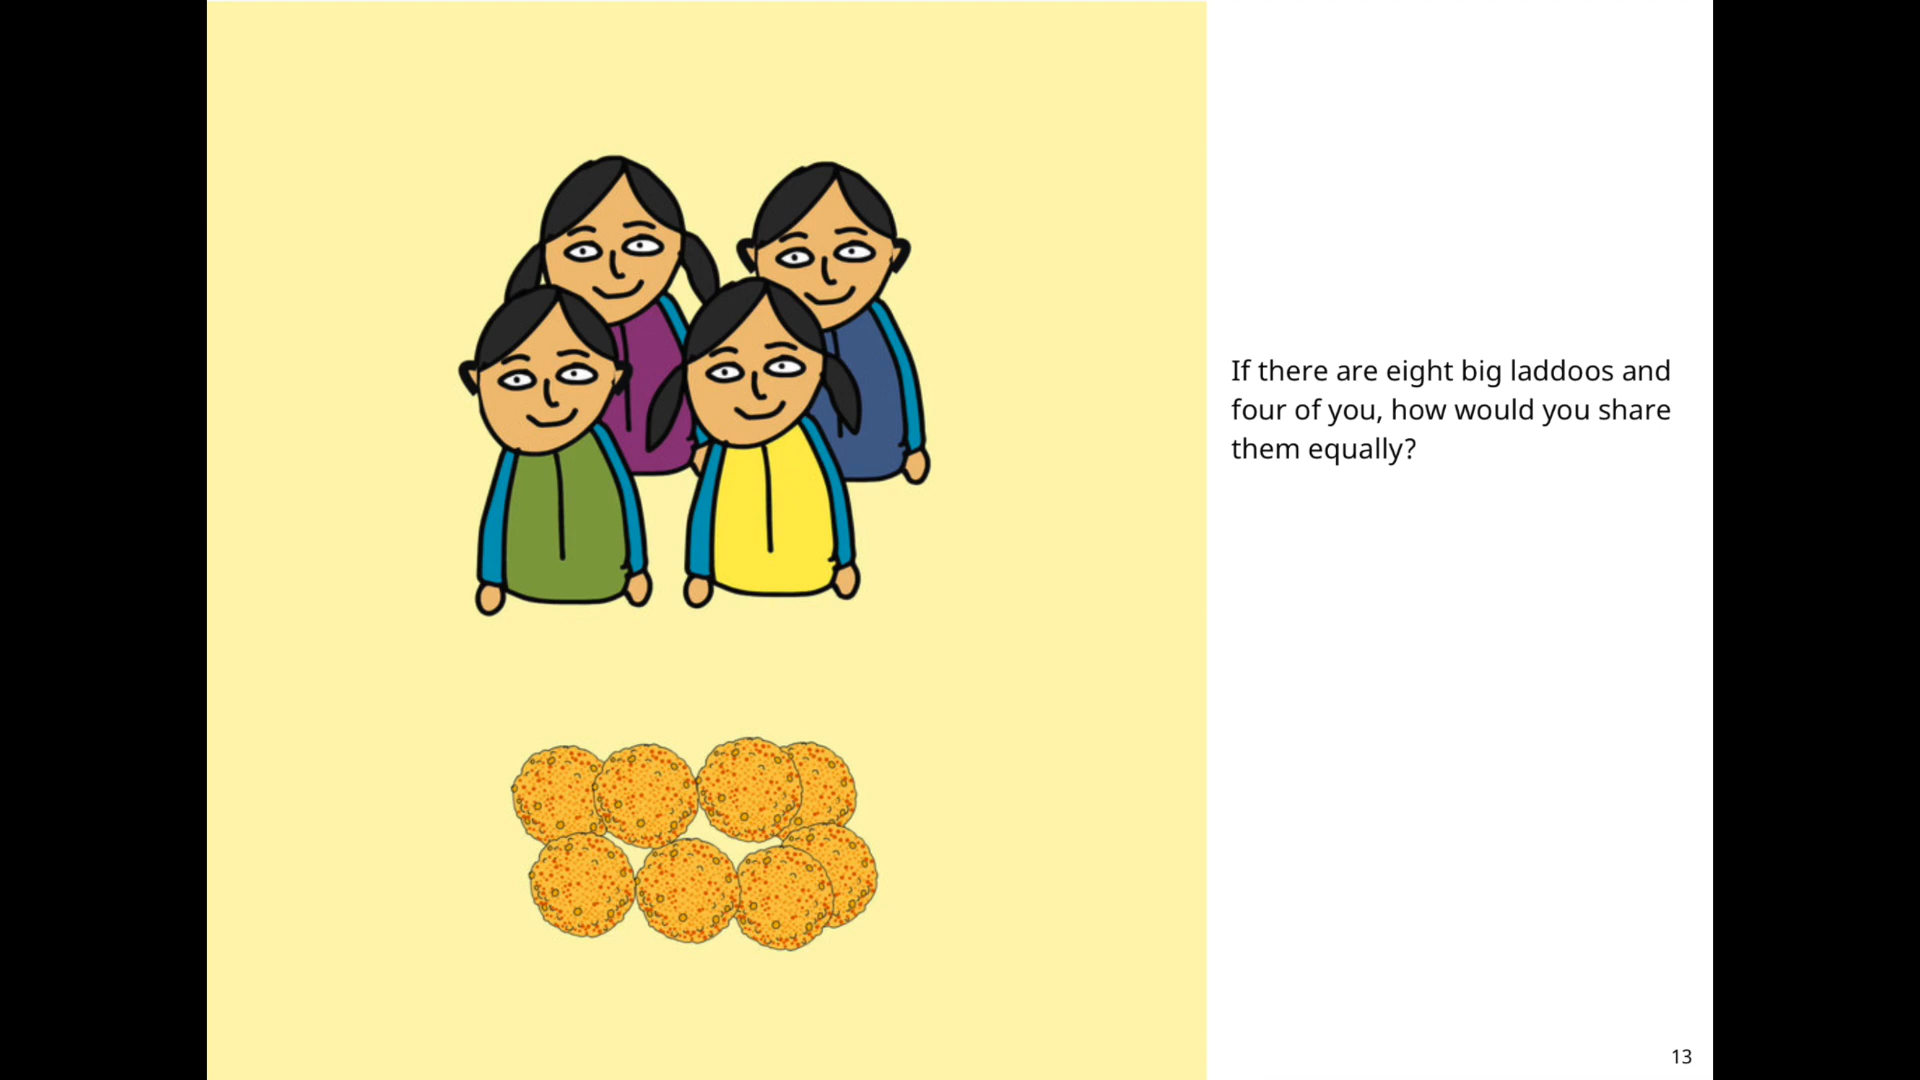 If there are eight big laddoos and
four of you, how would you share
them equally?
13